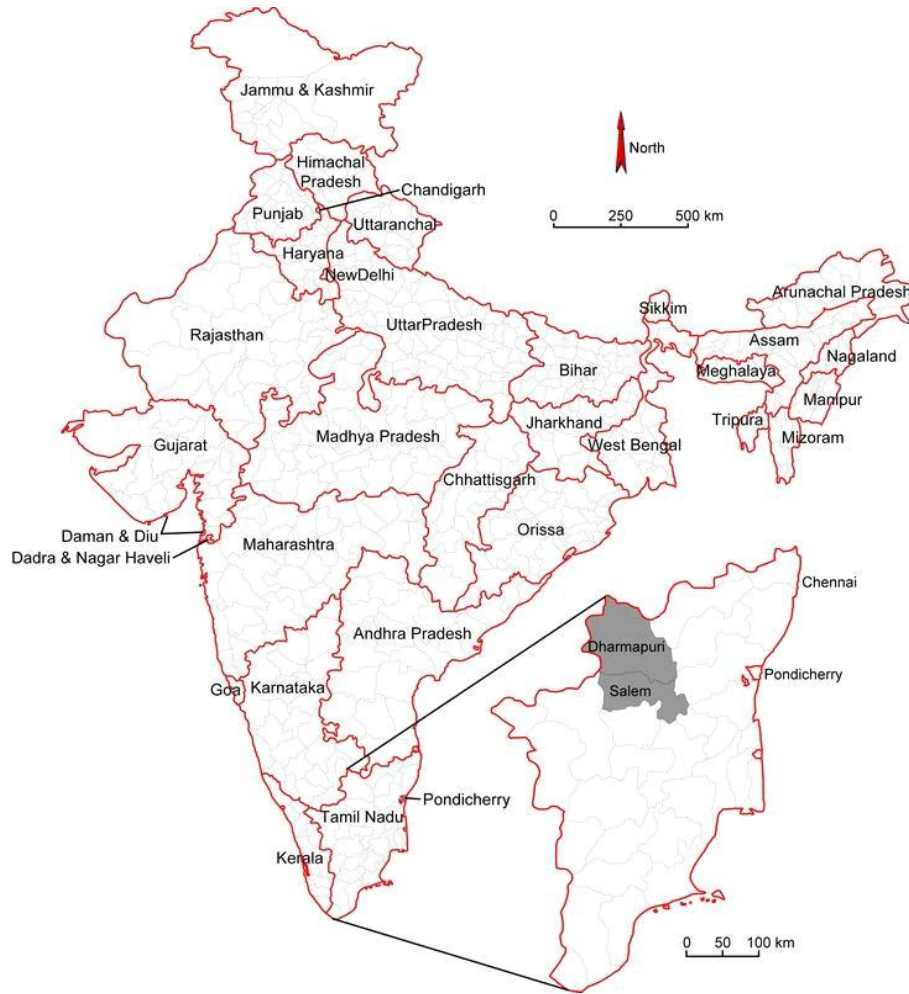 Jammu & Kashmir
North
Himachal
Pradesh
Chandigarh
Punjab
Uttaranchal
0 250 500 km
Haryana
NewDelhi
Arunachal Pradesh
Sikkim
Rajasthan
UttarPradesh
Assam
Nagaland
Bihar
Meghalaya
Manipur
Tripura
Jharkhand
Madhya Pradesh
Gujarat
West Bengal
Mizoram
Chhattisgarh
Daman & Diu
Orissa
Maharashtra
Dadra & Nagar Haveli
Chennai
Andhra Pradesh
Dharmapuri
Pondicherry
Goa
Karnataka
Salem
Pondicherry
Tamil Nadu
Kerala
0 50 100 km